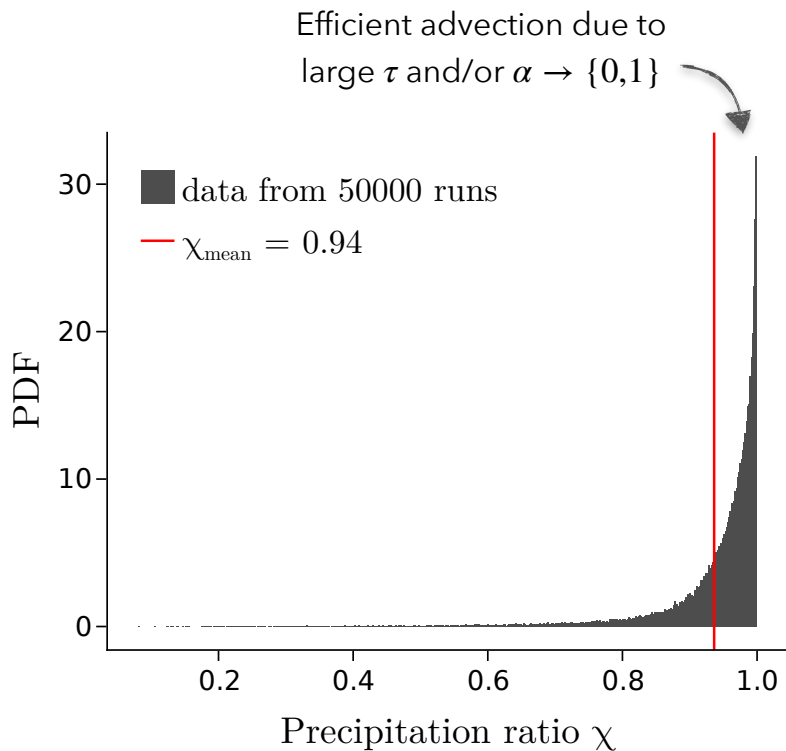 Efficient advection due to
large τ and/or α → {0,1}
data from 50000 runs
χmean = 0.94
PDF
30
20
10
0
0.2 0.4 0.6 0.8 1.0
Precipitation ratio χ